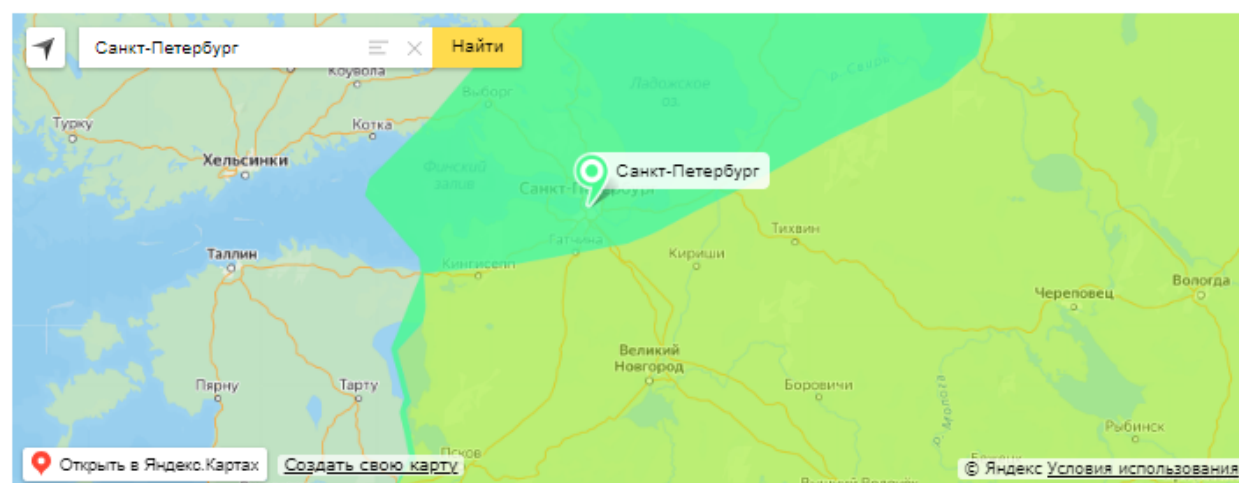 Санкт-Петербург
Найти
Коувола
Выборг
Ладожское
оз.
р. Свирь
Турку
Котка
Хельсинки
Финский
залив
Санкт-Петербург
Санкт-Петербург
Гатчина
Тихвин
Таллин
Кингисепп
Кириши
Вологда
Череповец
Великий
Новгород
Пярну
Тарту
Боровичи
р. Молога
Рыбинск
Псков
Открыть в Яндекс.Картах
Создать свою карту
© Яндекс Условия использования